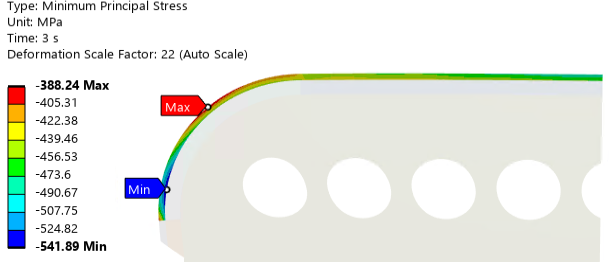 Type: Minimum Principal Stress
Unit: MPa
Time: 3 s
Deformation Scale Factor: 22 (Auto Scale)
-388.24 Max
-405.31
-422.38
-439.46
-456.53
-473.6
-490.67
-507.75
-524.82
-541.89 Min
Max
Min